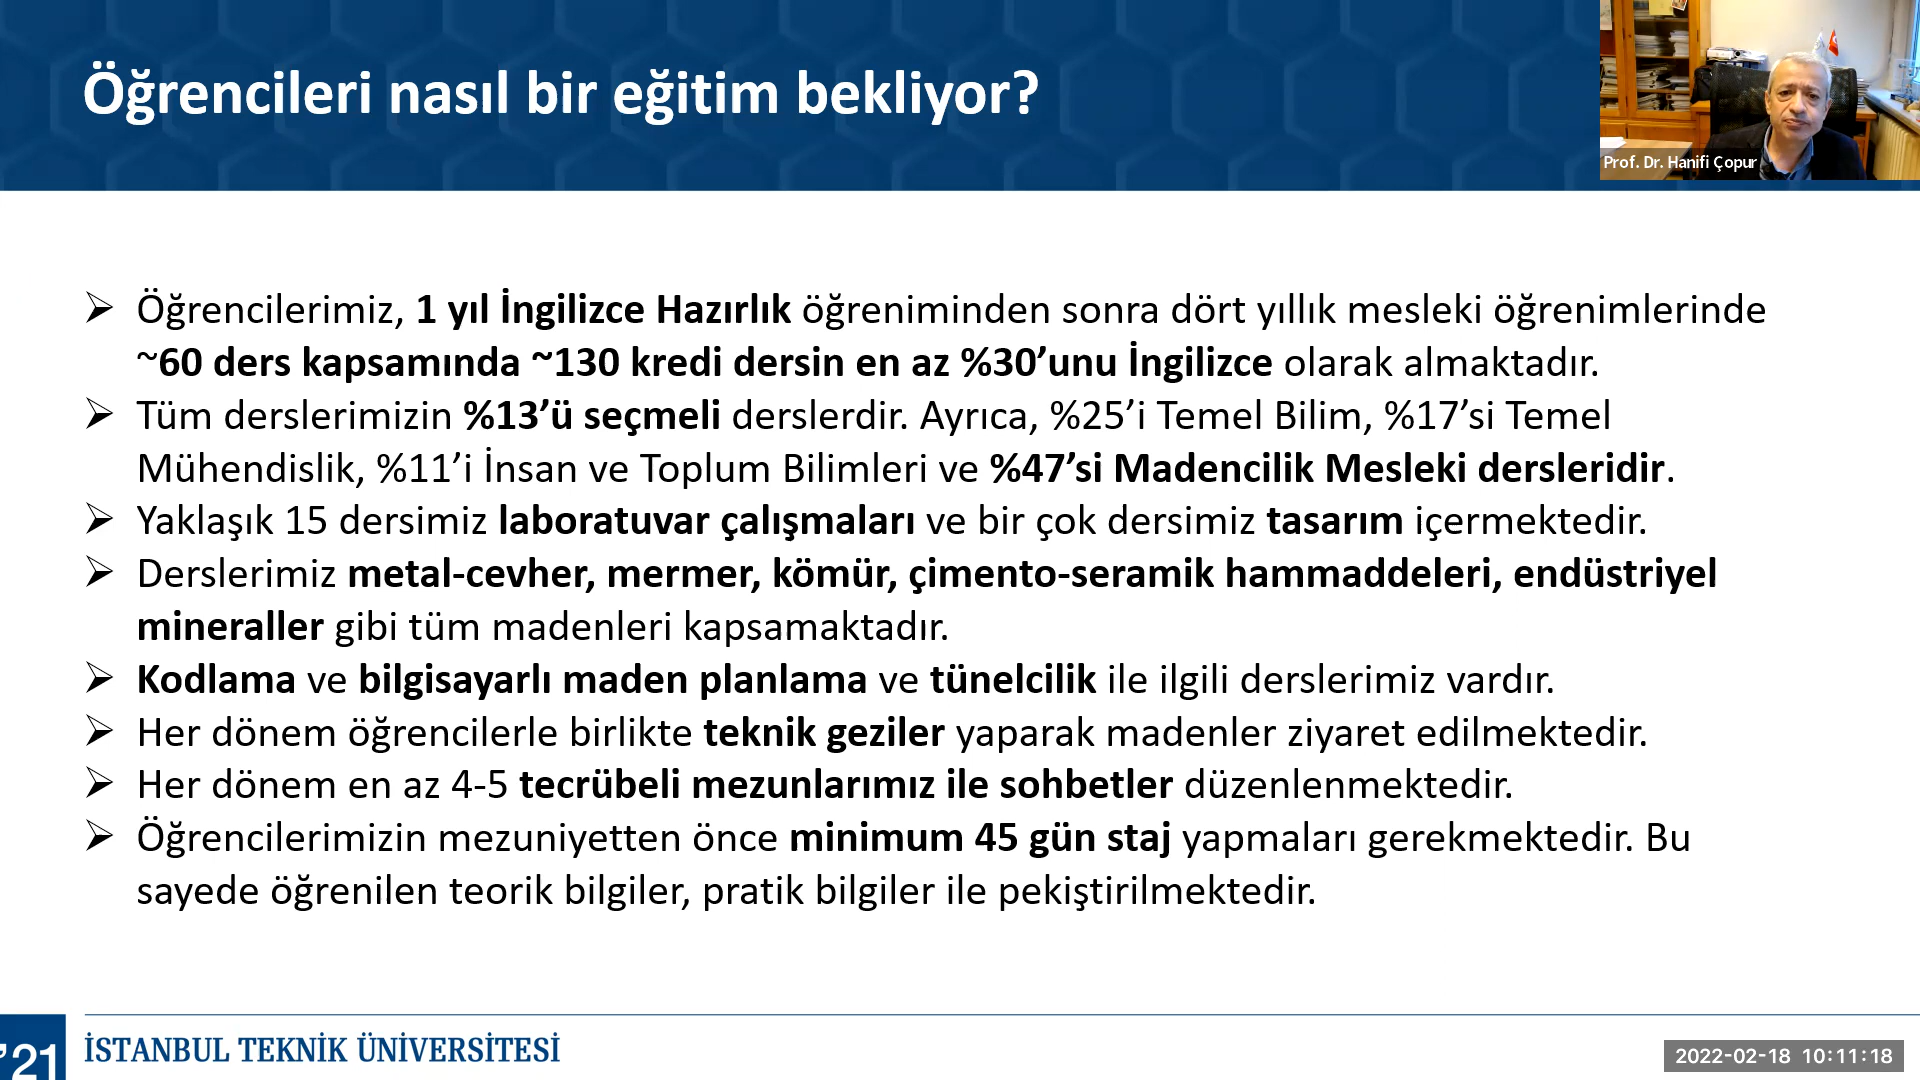 Öğrencileri nasıl bir eğitim bekliyor?
Prof. Dr. Hanifi Çopur
➢ Öğrencilerimiz, 1 yıl İngilizce Hazırlık öğreniminden sonra dört yıllık mesleki öğrenimlerinde
~60 ders kapsamında ~130 kredi dersin en az %30’unu İngilizce olarak almaktadır.
➢ Tüm derslerimizin %13’ü seçmeli derslerdir. Ayrıca, %25’i Temel Bilim, %17’si Temel
Mühendislik, %11’i İnsan ve Toplum Bilimleri ve %47’si Madencilik Mesleki dersleridir.
➢ Yaklaşık 15 dersimiz laboratuvar çalışmaları ve bir çok dersimiz tasarım içermektedir.
➢ Derslerimiz metal-cevher, mermer, kömür, çimento-seramik hammaddeleri, endüstriyel
mineraller gibi tüm madenleri kapsamaktadır.
➢ Kodlama ve bilgisayarlı maden planlama ve tünelcilik ile ilgili derslerimiz vardır.
➢ Her dönem öğrencilerle birlikte teknik geziler yaparak madenler ziyaret edilmektedir.
➢ Her dönem en az 4-5 tecrübeli mezunlarımız ile sohbetler düzenlenmektedir.
➢ Öğrencilerimizin mezuniyetten önce minimum 45 gün staj yapmaları gerekmektedir. Bu
sayede öğrenilen teorik bilgiler, pratik bilgiler ile pekiştirilmektedir.
’21
İSTANBUL TEKNİK ÜNİVERSİTESİ
2022-02-18 10:11:18